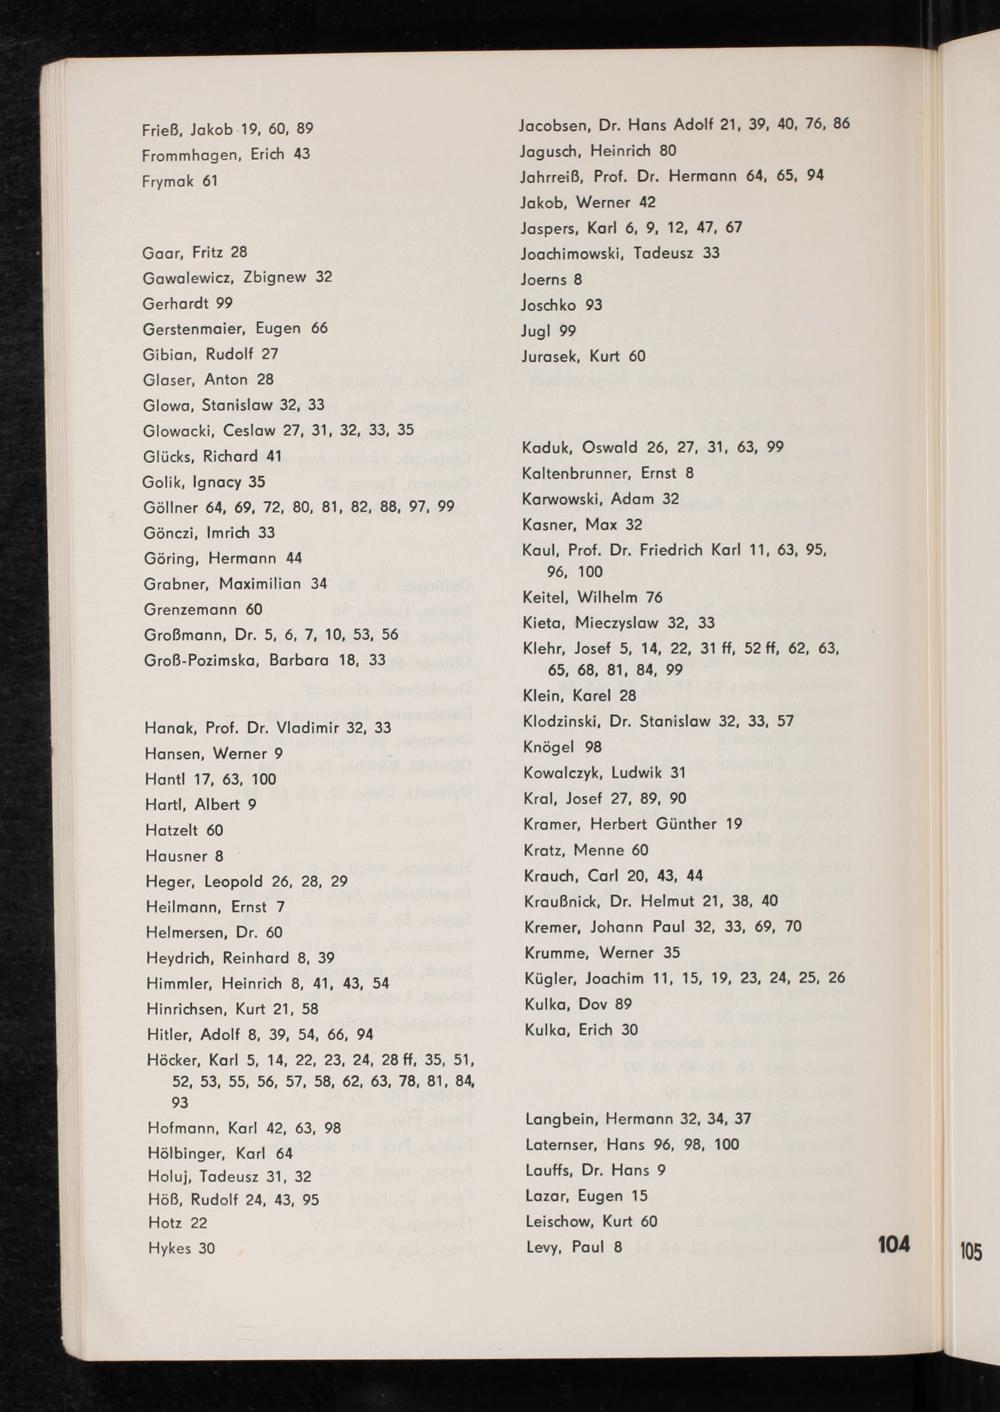 Frieß, Jakob 19, 60, 89
Frommhagen, Erich 43
Frymak 61
Gaar, Fritz 28
Gawalewicz, Zbignew 32
Gerhardt 99
Gerstenmaier, Eugen 66
Gibian, Rudolf 27
Glaser, Anton 28
Glowa, Stanislaw 32, 33
Glowacki, Ceslaw 27, 31, 32, 33, 35
Glücks, Richard 41
Golik, Ignacy 35
Göllner 64, 69, 72, 80, 81, 82, 88, 97, 99
Gönczi, Imrich 33
Göring, Hermann 44
Grabner, Maximilian 34
Grenzemann 60
Großmann, Dr. 5, 6, 7, 10, 53, 56
Groß-Pozimska, Barbara 18, 33
Hanak, Prof. Dr. Vladimir 32, 33
Hansen, Werner 9
Hantl 17, 63, 100
Hartl, Albert 9
Hatzelt 60
Hausner 8
Heger, Leopold 26, 28, 29
Heilmann, Ernst 7
Helmersen, Dr. 60
Heydrich, Reinhard 8, 39
Himmler, Heinrich 8, 41, 43, 54
Hinrichsen, Kurt 21, 58
Hitler, Adolf 8, 39, 54, 66, 94
Höcker, Karl 5, 14, 22, 23, 24, 28 ff, 35, 51,
52, 53, 55, 56, 57, 58, 62, 63, 78, 81, 84,
93
Hofmann, Karl 42, 63, 98
Hölbinger, Karl 64
Holuj, Tadeusz 31, 32
Höß, Rudolf 24, 43, 95
Hotz 22
Hykes 30
Jacobsen, Dr. Hans Adolf 21, 39, 40, 76, 86
Jagusch, Heinrich 80
Jahrreiß, Prof. Dr. Hermann 64, 65, 94
Jakob, Werner 42
Jaspers, Karl 6, 9, 12, 47, 67
Joachimowski, Tadeusz 33
Joerns 8
Joschko 93
Jugl 99
Jurasek, Kurt 60
Kaduk, Oswald 26, 27, 31, 63, 99
Kaltenbrunner, Ernst 8
Karwowski, Adam 32
Kasner, Max 32
Kaul, Prof. Dr. Friedrich Karl 11, 63, 95,
96, 100
Keitel, Wilhelm 76
Kieta, Mieczyslaw 32, 33
Klehr, Josef 5, 14, 22, 31 ff, 52 ff, 62, 63,
65, 68, 81, 84, 99
Klein, Karel 28
Klodzinski, Dr. Stanislaw 32, 33, 57
Knögel 98
Kowalczyk, Ludwik 31
Kral, Josef 27, 89, 90
Kramer, Herbert Günther 19
Kratz, Menne 60
Krauch, Carl 20, 43, 44
Kraußnick, Dr. Helmut 21, 38, 40
Kremer, Johann Paul 32, 33, 69, 70
Krumme, Werner 35
Kügler, Joachim 11, 15, 19, 23, 24, 25, 26
Kulka, Dov 89
Kulka, Erich 30
Langbein, Hermann 32, 34, 37
Laternser, Hans 96, 98, 100
Lauffs, Dr. Hans 9
Lazar, Eugen 15
Leischow, Kurt 60
Levy, Paul 8
104
105